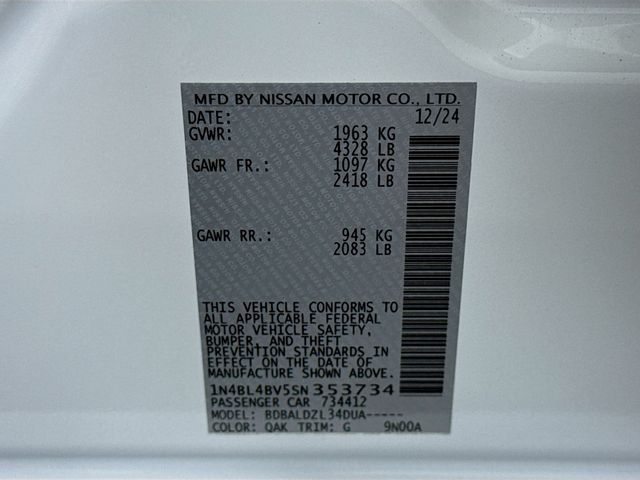 MFD BY NISSAN MOTOR CO., LTD.
DATE: 12/24
GVWR: 1963 KG
4328 LB
GAWR FR.: 1097 KG
2418 LB
GAWR RR.: 945 KG
2083 LB
THIS VEHICLE CONFORMS TO
ALL APPLICABLE FEDERAL
MOTOR VEHICLE SAFETY,
BUMPER, AND THEFT
PREVENTION STANDARDS IN
EFFECT ON THE DATE OF
MANUFACTURE SHOWN ABOVE.
1N4BL4BV5SN353734
PASSENGER CAR 734412
MODEL: BDBALDZL34DUA-----
COLOR: QAK TRIM: G 9N00A